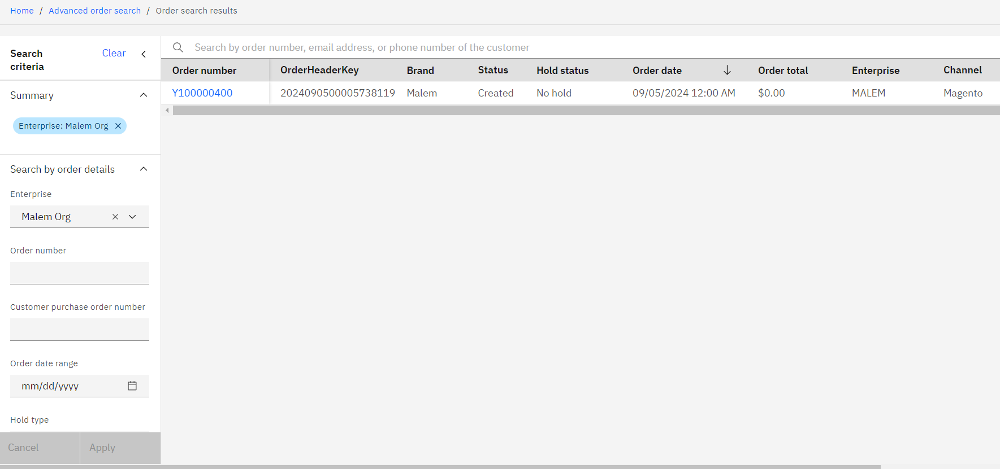 Home / Advanced order search / Order search results
Search criteria
Clear
Summary
Enterprise: Malem Org
Search by order details
Enterprise
Malem Org
Order number
Customer purchase order number
Order date range
mm/dd/yyyy
Hold type
Cancel Apply
Search by order number, email address, or phone number of the customer
Order number OrderHeaderKey Brand Status Hold status Order date Order total Enterprise Channel
Y100000400 2024090500005738119 Malem Created No hold 09/05/2024 12:00 AM $0.00 MALEM Magento